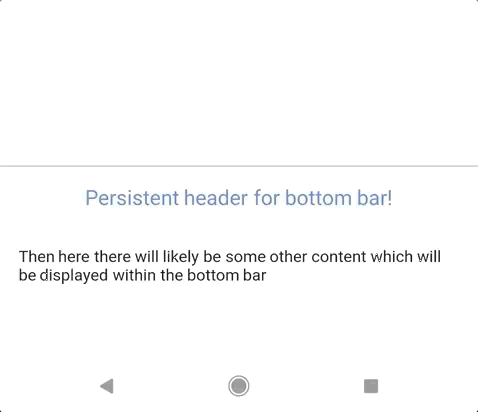 Persistent header for bottom bar!
Then here there will likely be some other content which will
be displayed within the bottom bar